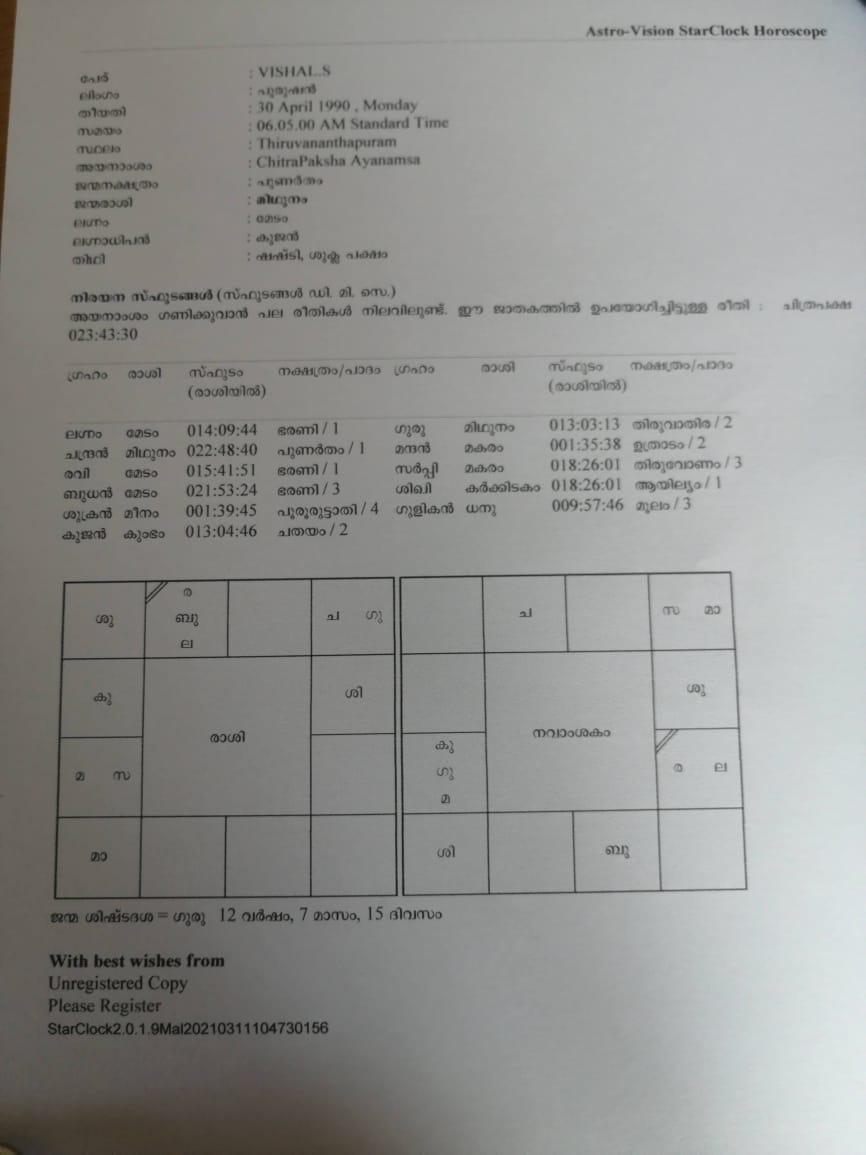 Astro-Vision StarClock Horoscope
പേര് : VISHAL.S
ലിംഗം : പുരുഷൻ
തീയതി : 30 April 1990 , Monday
സമയം : 06.05.00 AM Standard Time
സ്ഥലം : Thiruvananthapuram
അയനാംശം : ChitraPaksha Ayanamsa
ജന്മനക്ഷത്രം : പുണർതം
ജന്മരാശി : മിഥുനം
ലഗ്നം : മേടം
ലഗ്നാധിപൻ : കുജൻ
തിഥി : ഷഷ്ടി, ശുക്ല പക്ഷം
നിരയന സ്ഫുടങ്ങൾ (സ്ഫുടങ്ങൾ ഡി. മി. സെ.)
അയനാംശം ഗണിക്കുവാൻ പല രീതികൾ നിലവിലുണ്ട്. ഈ ജാതകത്തിൽ ഉപയോഗിച്ചിട്ടുള്ള രീതി : ചിത്രപക്ഷ
023:43:30
ഗ്രഹം രാശി സ്ഫുടം നക്ഷത്രം/പാദം ഗ്രഹം രാശി സ്ഫുടം നക്ഷത്രം/പാദം
(രാശിയിൽ) (രാശിയിൽ)
ലഗ്നം മേടം 014:09:44 ഭരണി / 1 ഗുരു മിഥുനം 013:03:13 തിരുവാതിര / 2
ചന്ദ്രൻ മിഥുനം 022:48:40 പുണർതം / 1 മന്ദൻ മകരം 001:35:38 ഉത്രാടം / 2
രവി മേടം 015:41:51 ഭരണി / 1 സർപ്പി മകരം 018:26:01 തിരുവോണം / 3
ബുധൻ മേടം 021:53:24 ഭരണി / 3 ശിഖി കർക്കിടകം 018:26:01 ആയില്യം / 1
ശുക്രൻ മീനം 001:39:45 പൂരുരുട്ടാതി / 4 ഗുളികൻ ധനു 009:57:46 മൂലം / 3
കുജൻ കുംഭം 013:04:46 ചതയം / 2
ശു ര ച ഗു ച സ മാ
ബു
ല
കു ശി ശു
രാശി നവാംശകം
മ സ കു ര ല
ഗു
മ
മാ ശി ബു
ജന്മ ശിഷ്ടദശ = ഗുരു 12 വർഷം, 7 മാസം, 15 ദിവസം
With best wishes from
Unregistered Copy
Please Register
StarClock2.0.1.9Mal20210311104730156